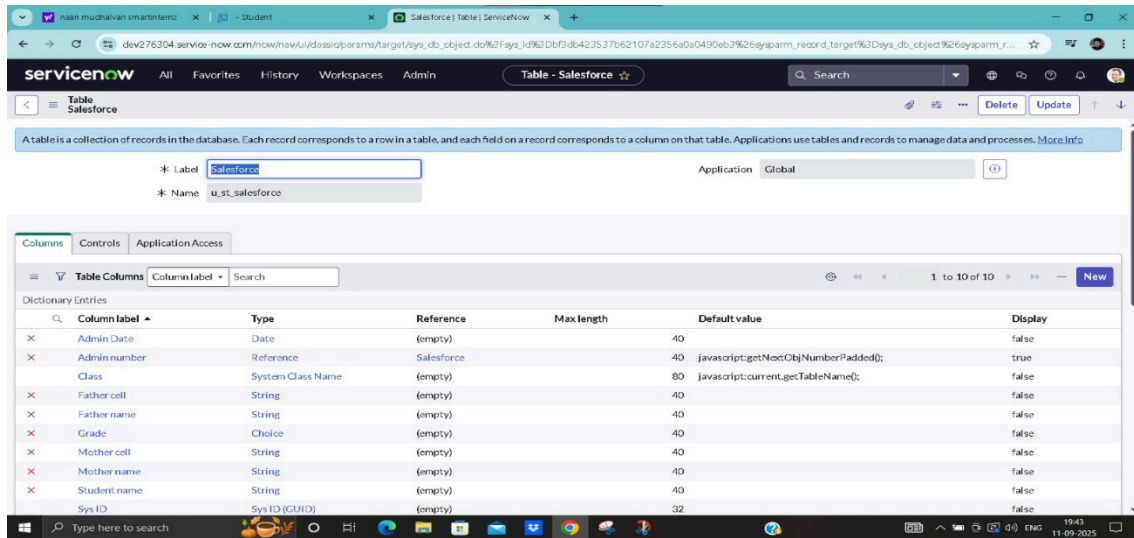 naan mudhalvan smartinternz - Student Salesforce | Table | ServiceNow
dev276304.service-now.com/now/nav/ui/classic/params/target/sys_db_object.do%3Fsys_id%3Dbf3db423537b62107a2356a0a0490eb3%26sysparm_record_target%3Dsys_db_object%26sysparm_r...
servicenow All Favorites History Workspaces Admin Table - Salesforce Search
Table
Salesforce
Delete Update
A table is a collection of records in the database. Each record corresponds to a row in a table, and each field on a record corresponds to a column on that table. Applications use tables and records to manage data and processes. More Info
* Label Salesforce Application Global
* Name u_st_salesforce
Columns Controls Application Access
Table Columns Column label Search 1 to 10 of 10 New
Dictionary Entries
Column label Type Reference Max length Default value Display
Admin Date Date (empty) 40 false
Admin number Reference Salesforce 40 javascript:getNextObjNumberPadded(); true
Class System Class Name (empty) 80 javascript:current.getTableName(); false
Father cell String (empty) 40 false
Father name String (empty) 40 false
Grade Choice (empty) 40 false
Mother cell String (empty) 40 false
Mother name String (empty) 40 false
Student name String (empty) 40 false
Sys ID Sys ID (GUID) (empty) 32 false
Type here to search ENG 19:43
11-09-2025